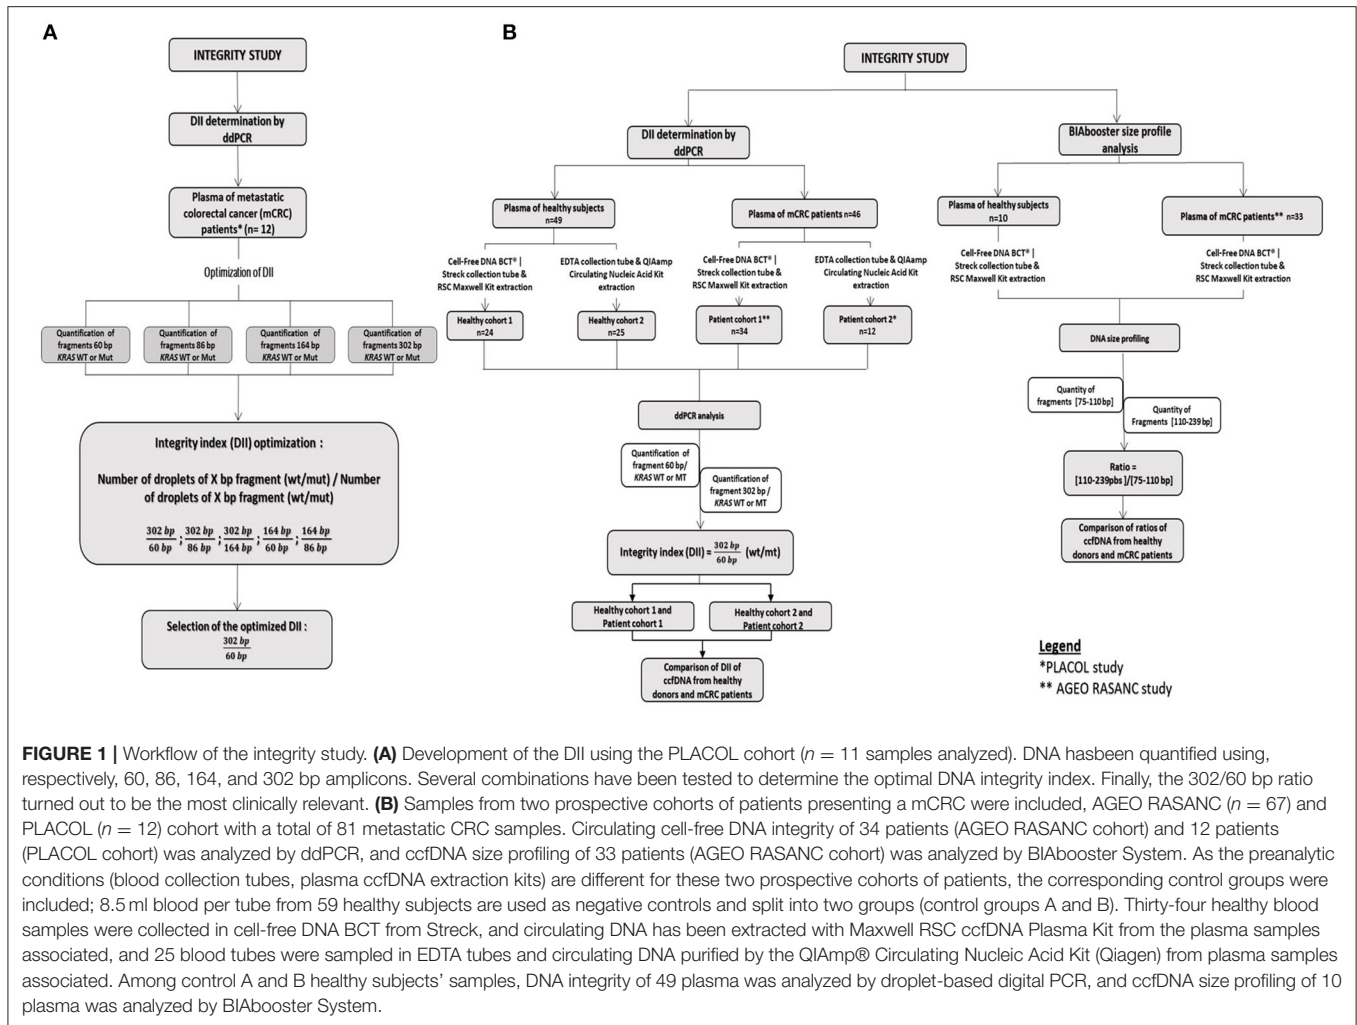 A
INTEGRITY STUDY
DII determination by
ddPCR
Plasma of metastatic
colorectal cancer (mCRC)
patients* (n= 12)
Optimization of DII
Quantification of
fragments 60 bp
KRAS WT or Mut
Quantification of
fragments 86 bp
KRAS WT or Mut
Quantification of
fragments 164 bp
KRAS WT or Mut
Quantification of
fragments 302 bp
KRAS WT or Mut
Integrity index (DII) optimization :
Number of droplets of X bp fragment (wt/mut) / Number
of droplets of X bp fragment (wt/mut)
302 bp / 60 bp ; 302 bp / 86 bp ; 302 bp / 164 bp ; 164 bp / 60 bp ; 164 bp / 86 bp
Selection of the optimized DII :
302 bp
60 bp
B
INTEGRITY STUDY
DII determination by
ddPCR
BIAbooster size profile
analysis
Plasma of healthy subjects
n=49
Plasma of mCRC patients n=46
Plasma of healthy subjects
n=10
Plasma of mCRC patients** n=33
Cell-Free DNA BCT® |
Streck collection tube &
RSC Maxwell Kit extraction
EDTA collection tube & QIAamp
Circulating Nucleic Acid Kit
extraction
Cell-Free DNA BCT® |
Streck collection tube &
RSC Maxwell Kit extraction
EDTA collection tube & QIAamp
Circulating Nucleic Acid Kit
extraction
Cell-Free DNA BCT® |
Streck collection tube &
RSC Maxwell Kit extraction
Cell-Free DNA BCT® |
Streck collection tube &
RSC Maxwell Kit extraction
Healthy cohort 1
n=24
Healthy cohort 2
n=25
Patient cohort 1**
n=34
Patient cohort 2*
n=12
DNA size profiling
ddPCR analysis
Quantity of
fragments [75-110 bp]
Quantity of
Fragments [110-239 bp]
Quantification of
fragment 60 bp/
KRAS WT or MT
Quantification of
fragment 302 bp /
KRAS WT or MT
Ratio =
[110-239pbs]/[75-110 bp]
Integrity index (DII) = 302 bp / 60 bp (wt/mt)
Comparison of ratios of
ccfDNA from healthy
donors and mCRC patients
Healthy cohort 1 and
Patient cohort 1
Healthy cohort 2 and
Patient cohort 2
Comparison of DII of
ccfDNA from healthy
donors and mCRC patients
Legend
*PLACOL study
** AGEO RASANC study
FIGURE 1 | Workflow of the integrity study. (A) Development of the DII using the PLACOL cohort (n = 11 samples analyzed). DNA hasbeen quantified using,
respectively, 60, 86, 164, and 302 bp amplicons. Several combinations have been tested to determine the optimal DNA integrity index. Finally, the 302/60 bp ratio
turned out to be the most clinically relevant. (B) Samples from two prospective cohorts of patients presenting a mCRC were included, AGEO RASANC (n = 67) and
PLACOL (n = 12) cohort with a total of 81 metastatic CRC samples. Circulating cell-free DNA integrity of 34 patients (AGEO RASANC cohort) and 12 patients
(PLACOL cohort) was analyzed by ddPCR, and ccfDNA size profiling of 33 patients (AGEO RASANC cohort) was analyzed by BIAbooster System. As the preanalytic
conditions (blood collection tubes, plasma ccfDNA extraction kits) are different for these two prospective cohorts of patients, the corresponding control groups were
included; 8.5 ml blood per tube from 59 healthy subjects are used as negative controls and split into two groups (control groups A and B). Thirty-four healthy blood
samples were collected in cell-free DNA BCT from Streck, and circulating DNA has been extracted with Maxwell RSC ccfDNA Plasma Kit from the plasma samples
associated, and 25 blood tubes were sampled in EDTA tubes and circulating DNA purified by the QIAmp® Circulating Nucleic Acid Kit (Qiagen) from plasma samples
associated. Among control A and B healthy subjects' samples, DNA integrity of 49 plasma was analyzed by droplet-based digital PCR, and ccfDNA size profiling of 10
plasma was analyzed by BIAbooster System.